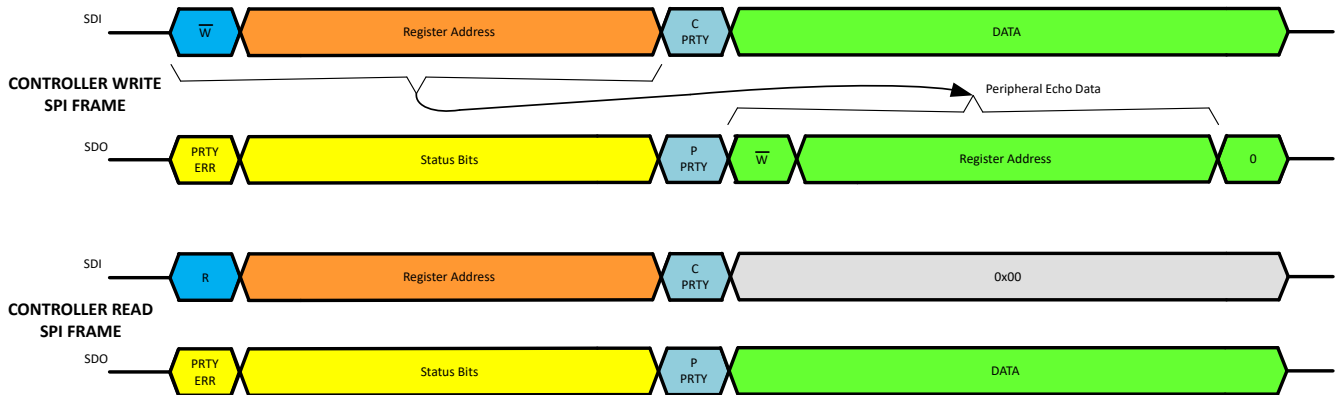 SDI
W̅
Register Address
C
PRTY
DATA
CONTROLLER WRITE
SPI FRAME
Peripheral Echo Data
SDO
PRTY
ERR
Status Bits
P
PRTY
W̅
Register Address
0
SDI
R
Register Address
C
PRTY
0x00
CONTROLLER READ
SPI FRAME
SDO
PRTY
ERR
Status Bits
P
PRTY
DATA